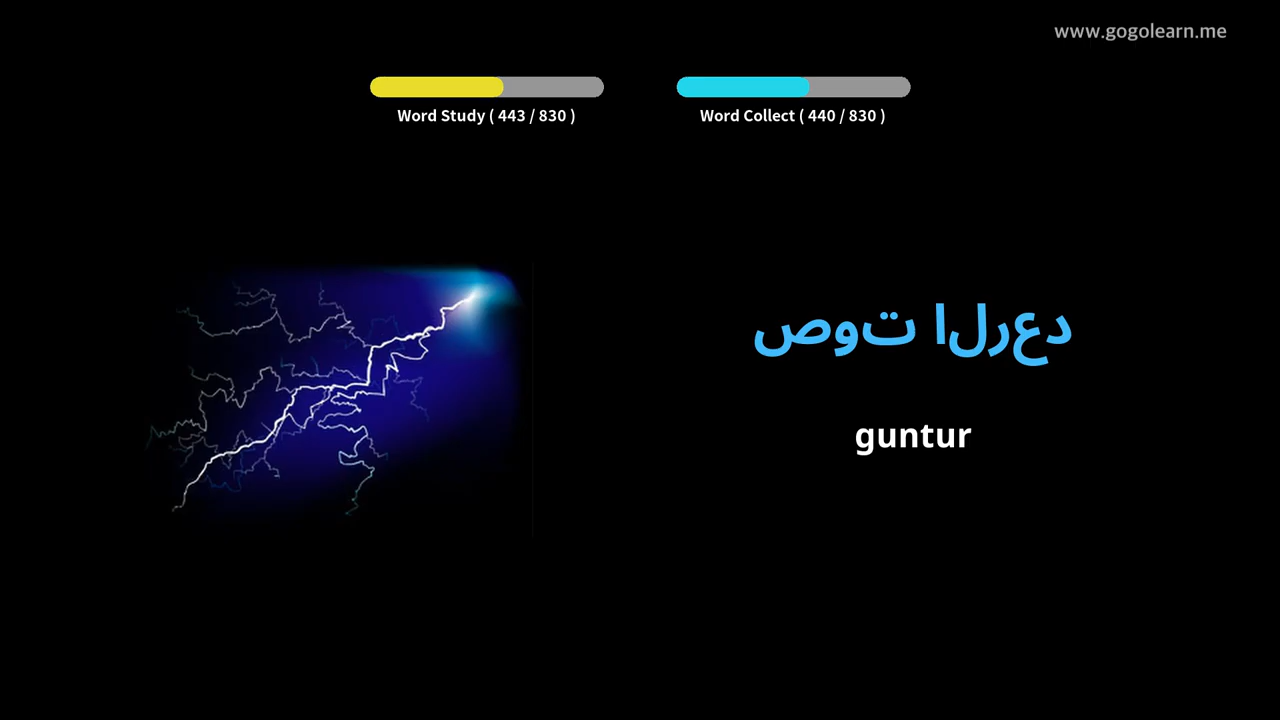 www.gogolearn.me
Word Study ( 443 / 830 )
Word Collect ( 440 / 830 )
صوت الرعد
guntur